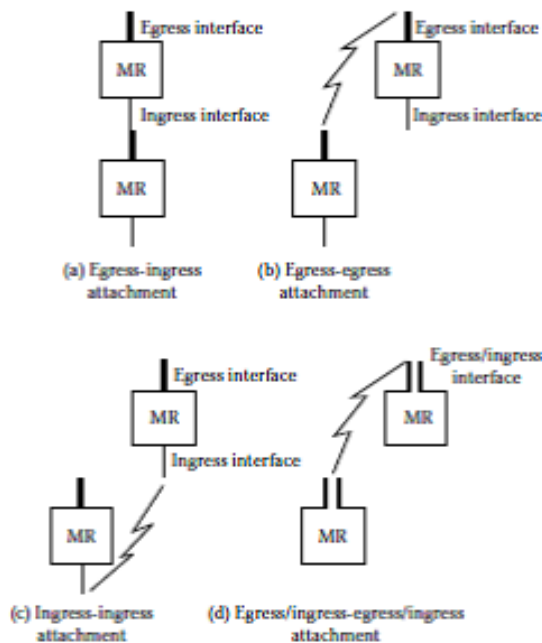 Egress interface
MR
Ingress interface
MR
(a) Egress-ingress
attachment
Egress interface
MR
Ingress interface
MR
(b) Egress-egress
attachment
Egress interface
MR
Ingress interface
MR
(c) Ingress-ingress
attachment
Egress/ingress
interface
MR
MR
(d) Egress/ingress-egress/ingress
attachment